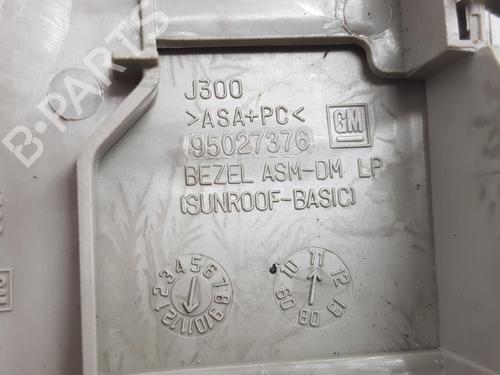 J300
>ASA+PC<
95027376
GM
BEZEL ASM-DM LP
(SUNROOF-BASIC)
1 2 3 4 5 6 7 8 9 10 11 12
09 10 11 12 13 08
B-PARTS